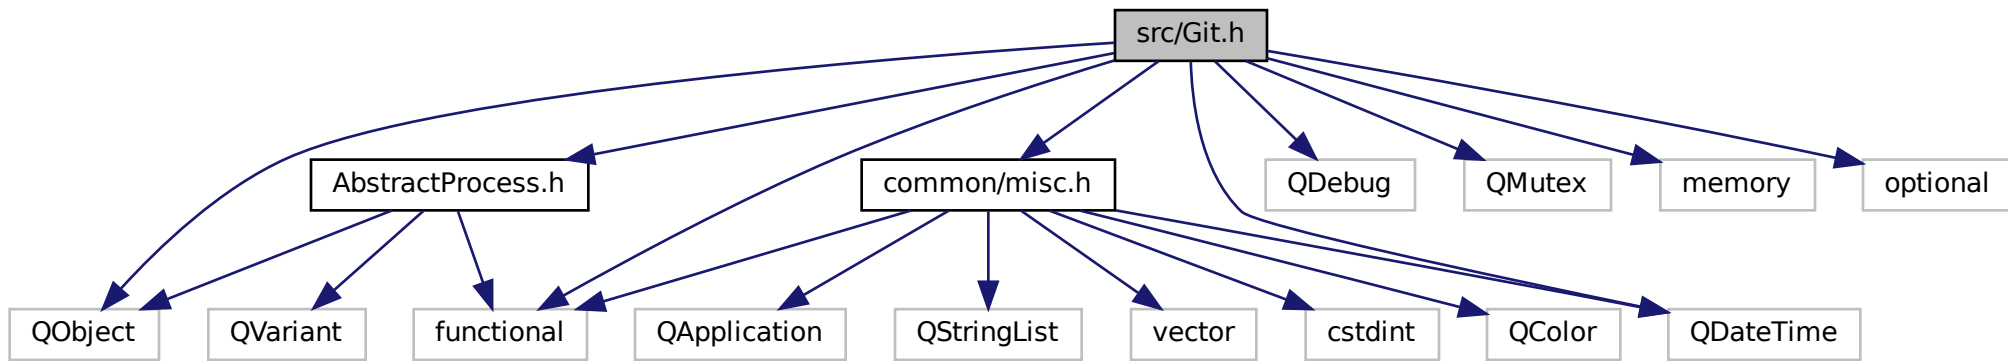 src/Git.h
AbstractProcess.h
common/misc.h
QDebug
QMutex
memory
optional
QObject
QVariant
functional
QApplication
QStringList
vector
cstdint
QColor
QDateTime